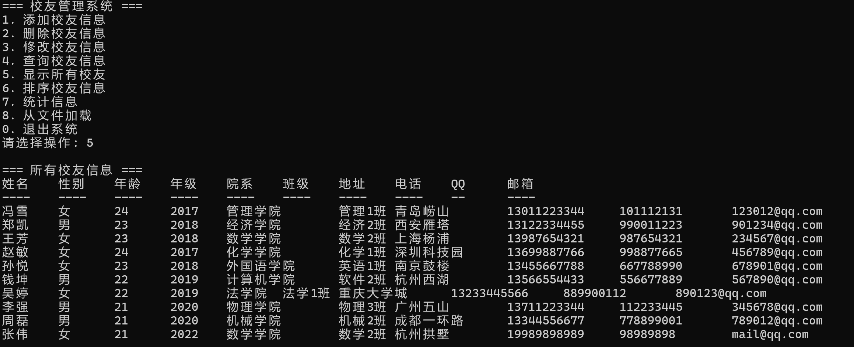 === 校友管理系统 ===
1. 添加校友信息
2. 删除校友信息
3. 修改校友信息
4. 查询校友信息
5. 显示所有校友
6. 排序校友信息
7. 统计信息
8. 从文件加载
0. 退出系统
请选择操作: 5
=== 所有校友信息 ===
姓名 性别 年龄 年级 院系 班级 地址 电话 QQ 邮箱
---- ---- ---- ---- ---- ---- ---- ---- -- ----
冯雪 女 24 2017 管理学院 管理1班 青岛崂山 13011223344 101112131 123012@qq.com
郑凯 男 23 2018 经济学院 经济2班 西安雁塔 13122334455 990011223 901234@qq.com
王芳 女 23 2018 数学学院 数学2班 上海杨浦 13987654321 987654321 234567@qq.com
赵敏 女 24 2017 化学学院 化学1班 深圳科技园 13699887766 998877665 456789@qq.com
孙悦 女 23 2018 外国语学院 英语1班 南京鼓楼 13455667788 667788990 678901@qq.com
钱坤 男 22 2019 计算机学院 软件2班 杭州西湖 13566554433 556677889 567890@qq.com
吴婷 女 22 2019 法学院 法学1班 重庆大学城 13233445566 889900112 890123@qq.com
李强 男 21 2020 物理学院 物理3班 广州五山 13711223344 112233445 345678@qq.com
周磊 男 21 2020 机械学院 机械2班 成都一环路 13344556677 778899001 789012@qq.com
张伟 男 21 2022 数学学院 数学2班 杭州拱墅 19989898989 98989898 mail@qq.com